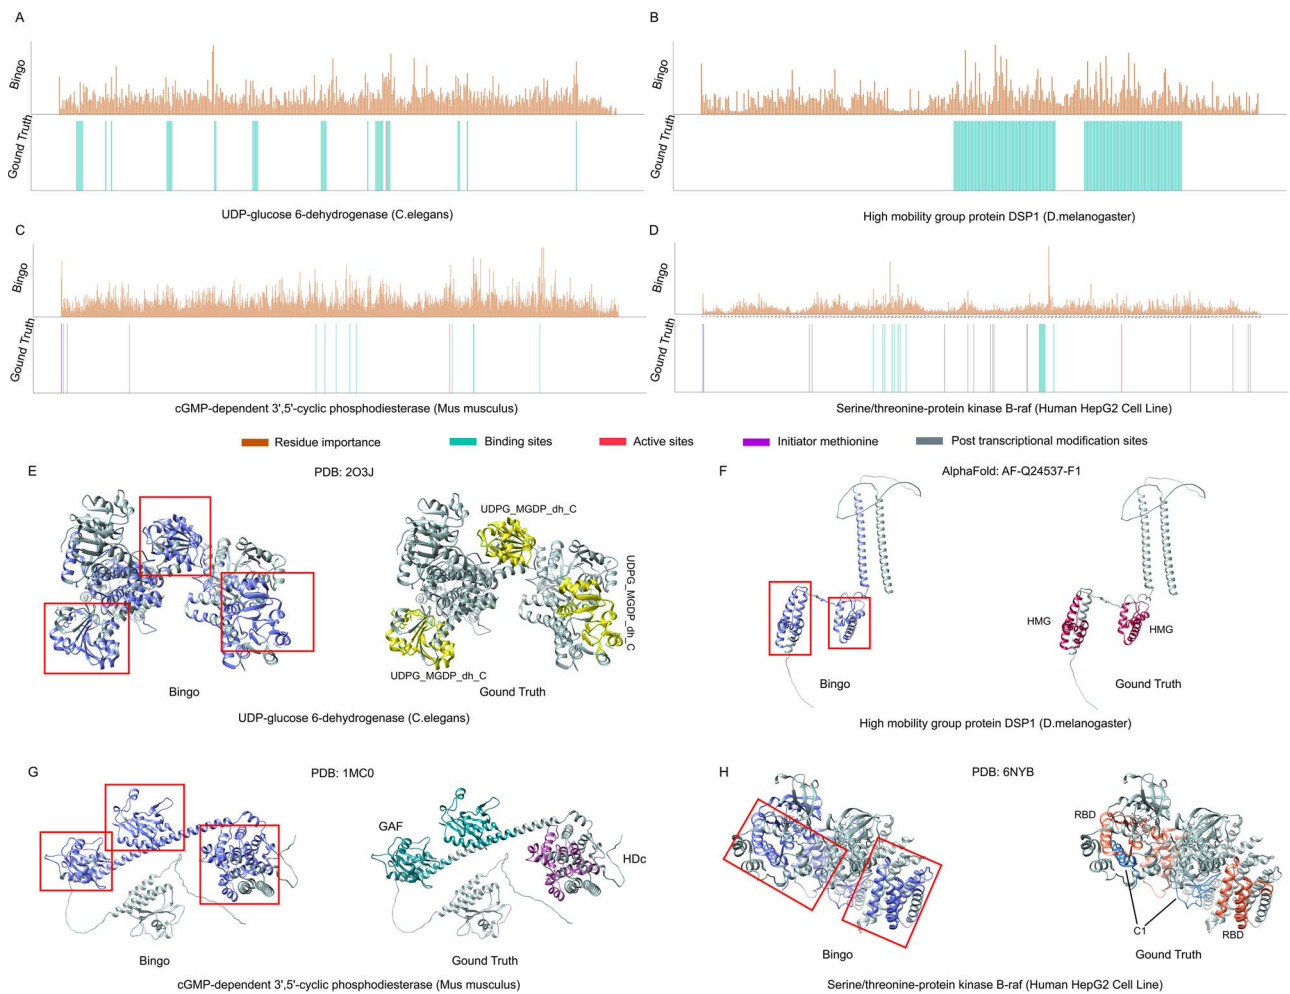 A
B
Bingo
Gound Truth
Bingo
Gound Truth
UDP-glucose 6-dehydrogenase (C.elegans)
High mobility group protein DSP1 (D.melanogaster)
C
D
Bingo
Gound Truth
Bingo
Gound Truth
cGMP-dependent 3',5'-cyclic phosphodiesterase (Mus musculus)
Serine/threonine-protein kinase B-raf (Human HepG2 Cell Line)
Residue importance
Binding sites
Active sites
Initiator methionine
Post transcriptional modification sites
E
PDB: 2O3J
UDPG_MGDP_dh_C
UDPG_MGDP_dh_C
UDPG_MGDP_dh_C
Bingo
Gound Truth
UDP-glucose 6-dehydrogenase (C.elegans)
F
AlphaFold: AF-Q24537-F1
HMG
HMG
Bingo
Gound Truth
High mobility group protein DSP1 (D.melanogaster)
G
PDB: 1MC0
GAF
HDc
Bingo
Gound Truth
cGMP-dependent 3',5'-cyclic phosphodiesterase (Mus musculus)
H
PDB: 6NYB
RBD
C1
RBD
Bingo
Gound Truth
Serine/threonine-protein kinase B-raf (Human HepG2 Cell Line)